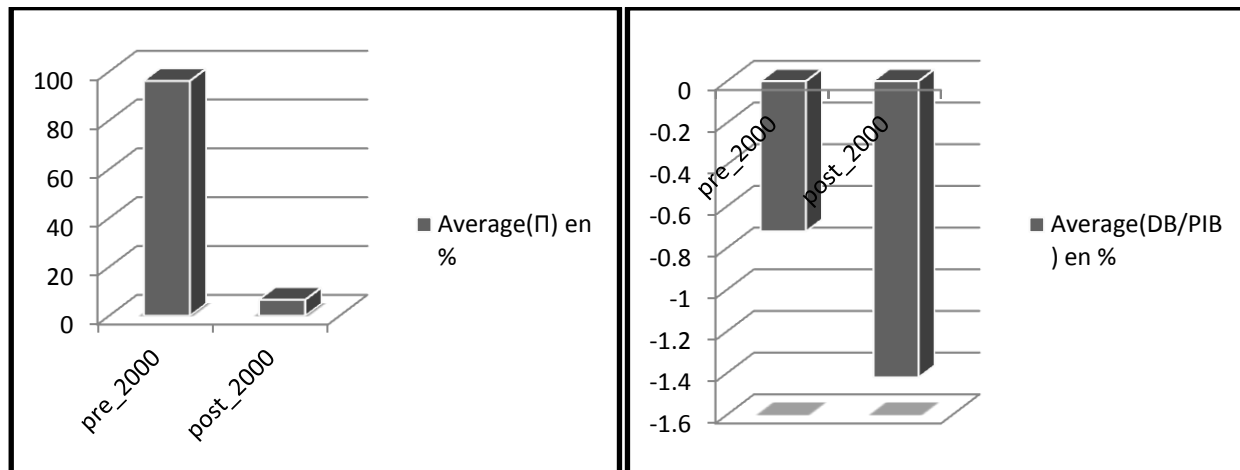 100
80
60
40
20
0
pre_2000
post_2000
Average(Π) en
%
0
-0.2
-0.4
-0.6
-0.8
-1
-1.2
-1.4
-1.6
pre_2000
post_2000
Average(DB/PIB
) en %